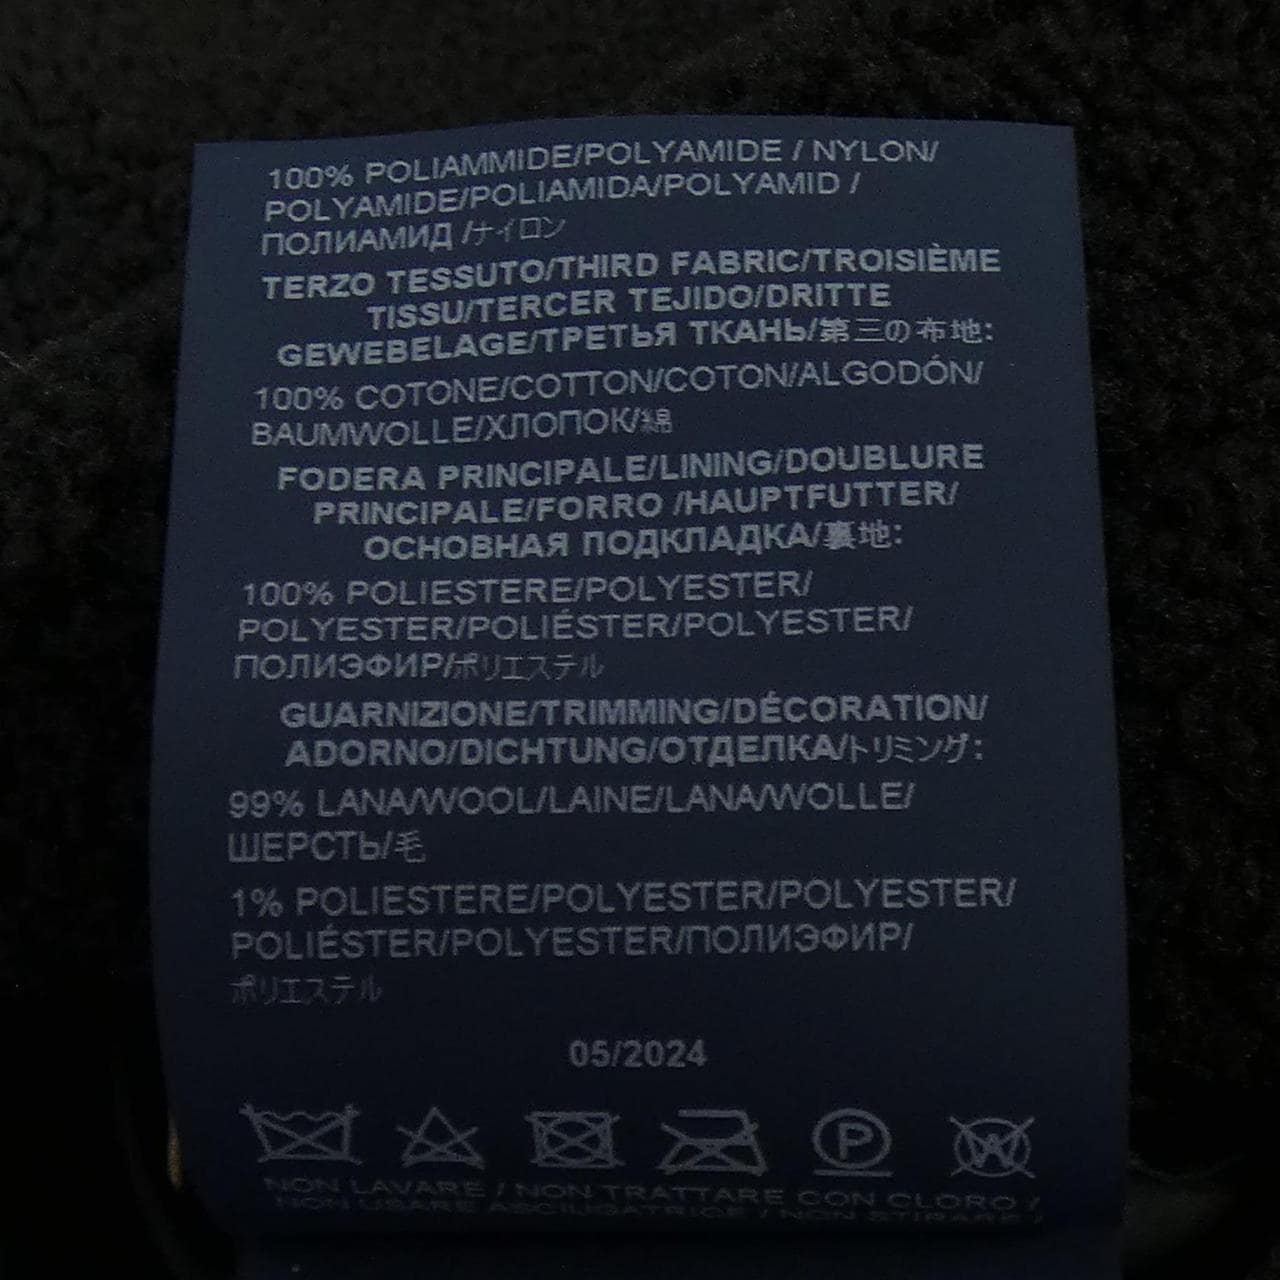 100% POLIAMMIDE/POLYAMIDE / NYLON/
POLYAMIDE/POLIAMIDA/POLYAMID /
ПОЛИАМИД /ナイロン
TERZO TESSUTO/THIRD FABRIC/TROISIÈME
TISSU/TERCER TEJIDO/DRITTE
GEWEBELAGE/ТРЕТЬЯ ТКАНЬ/第三の布地:
100% COTONE/COTTON/COTON/ALGODÓN/
BAUMWOLLE/ХЛОПОК/綿
FODERA PRINCIPALE/LINING/DOUBLURE
PRINCIPALE/FORRO /HAUPTFUTTER/
ОСНОВНАЯ ПОДКЛАДКА/裏地:
100% POLIESTERE/POLYESTER/
POLYESTER/POLIÉSTER/POLYESTER/
ПОЛИЭФИР/ポリエステル
GUARNIZIONE/TRIMMING/DÉCORATION/
ADORNO/DICHTUNG/ОТДЕЛКА/トリミング:
99% LANA/WOOL/LAINE/LANA/WOLLE/
ШЕРСТЬ/毛
1% POLIESTERE/POLYESTER/POLYESTER/
POLIÉSTER/POLYESTER/ПОЛИЭФИР/
ポリエステル
05/2024
P W
NON LAVARE / NON TRATTARE CON CLORO /
NON USARE ASCIUGATRICE / NON STIRARE /